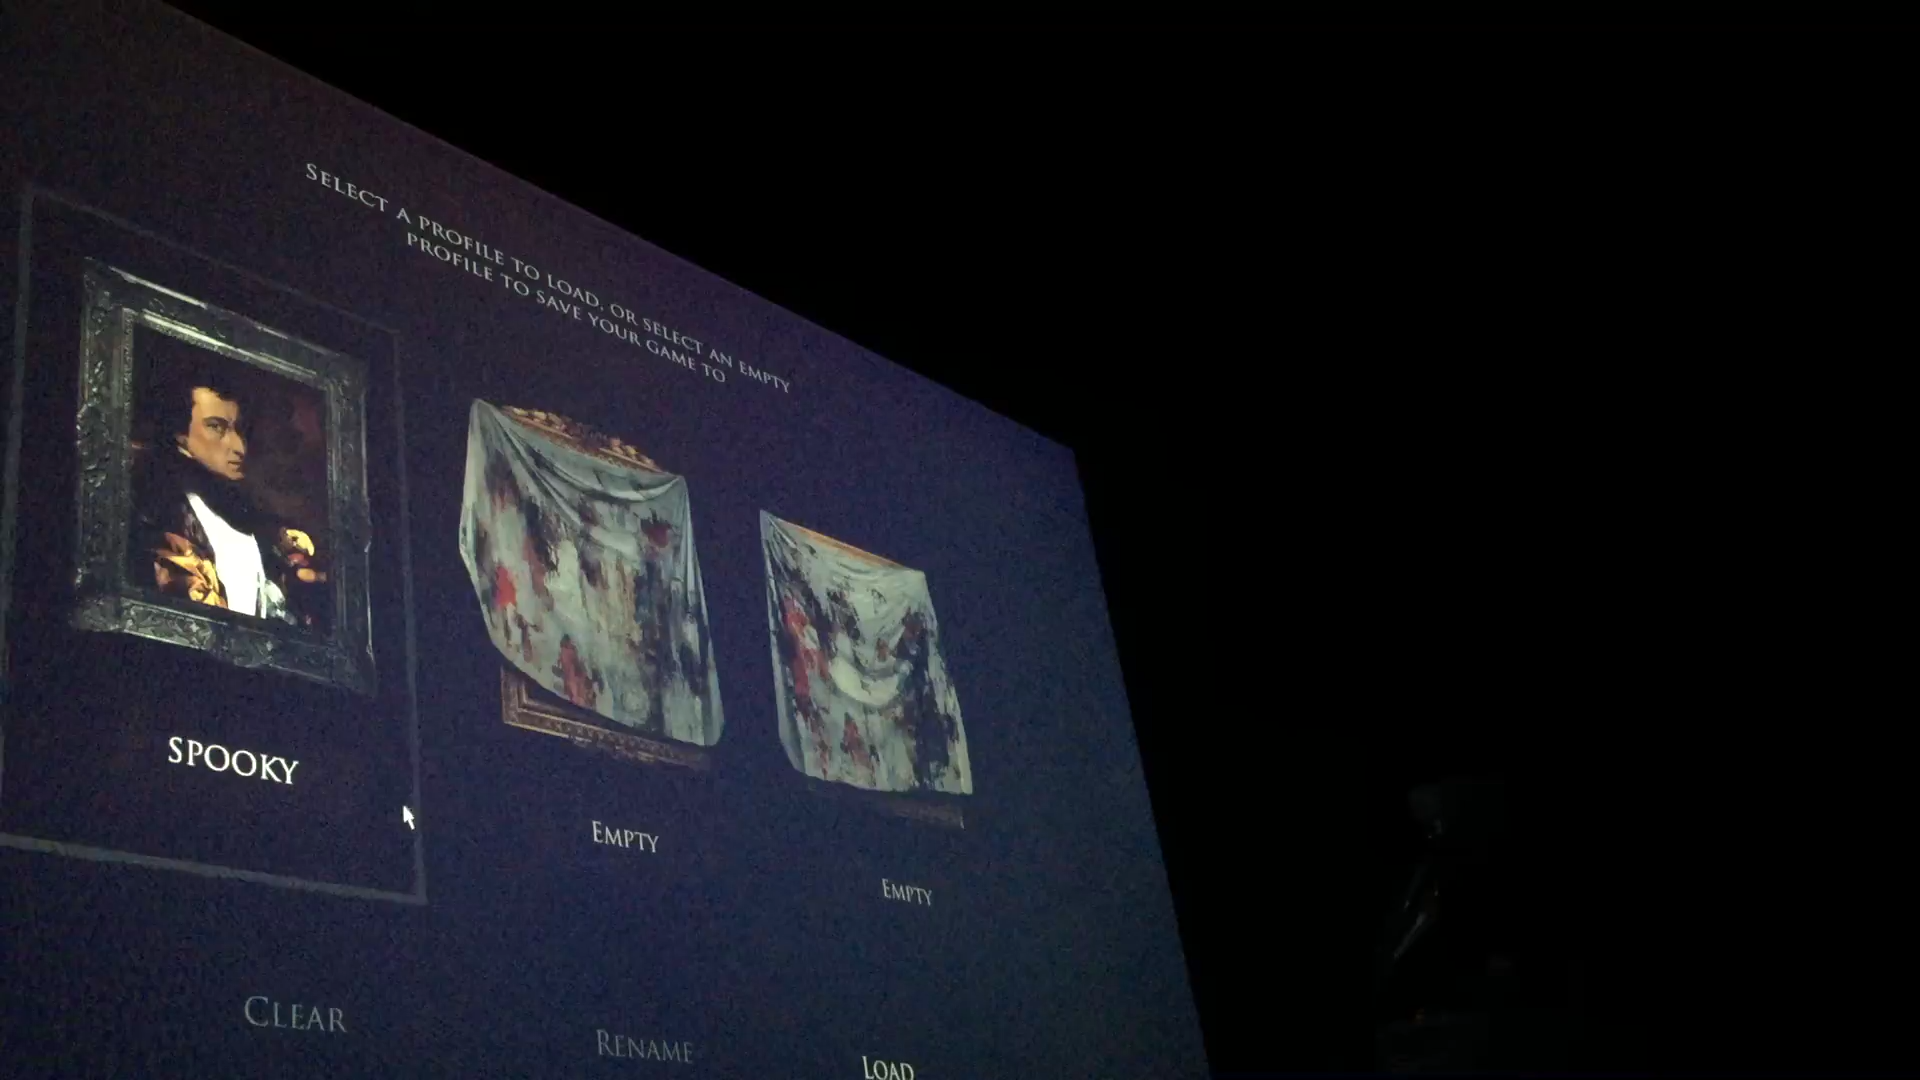 SELECT A PROFILE TO LOAD, OR SELECT AN EMPTY
PROFILE TO SAVE YOUR GAME TO
SPOOKY
EMPTY
EMPTY
CLEAR
RENAME
LOAD